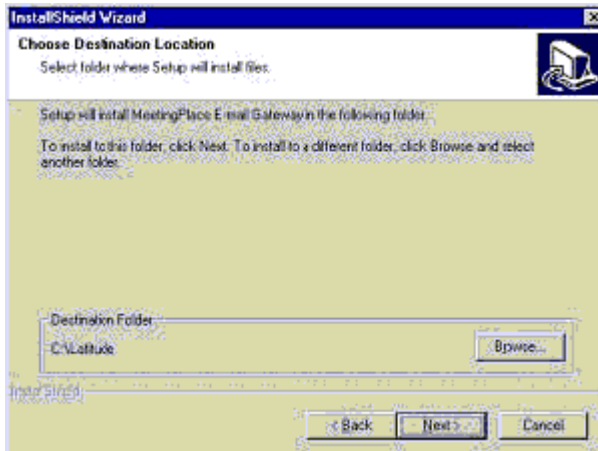 InstallShield Wizard
Choose Destination Location
Select folder where Setup will install files.
Setup will install MeetingPlace E-mail Gateway in the following folder.
To install to this folder, click Next. To install to a different folder, click Browse and select
another folder.
Destination Folder
C:\Latitude
Browse...
InstallShield
< Back
Next >
Cancel